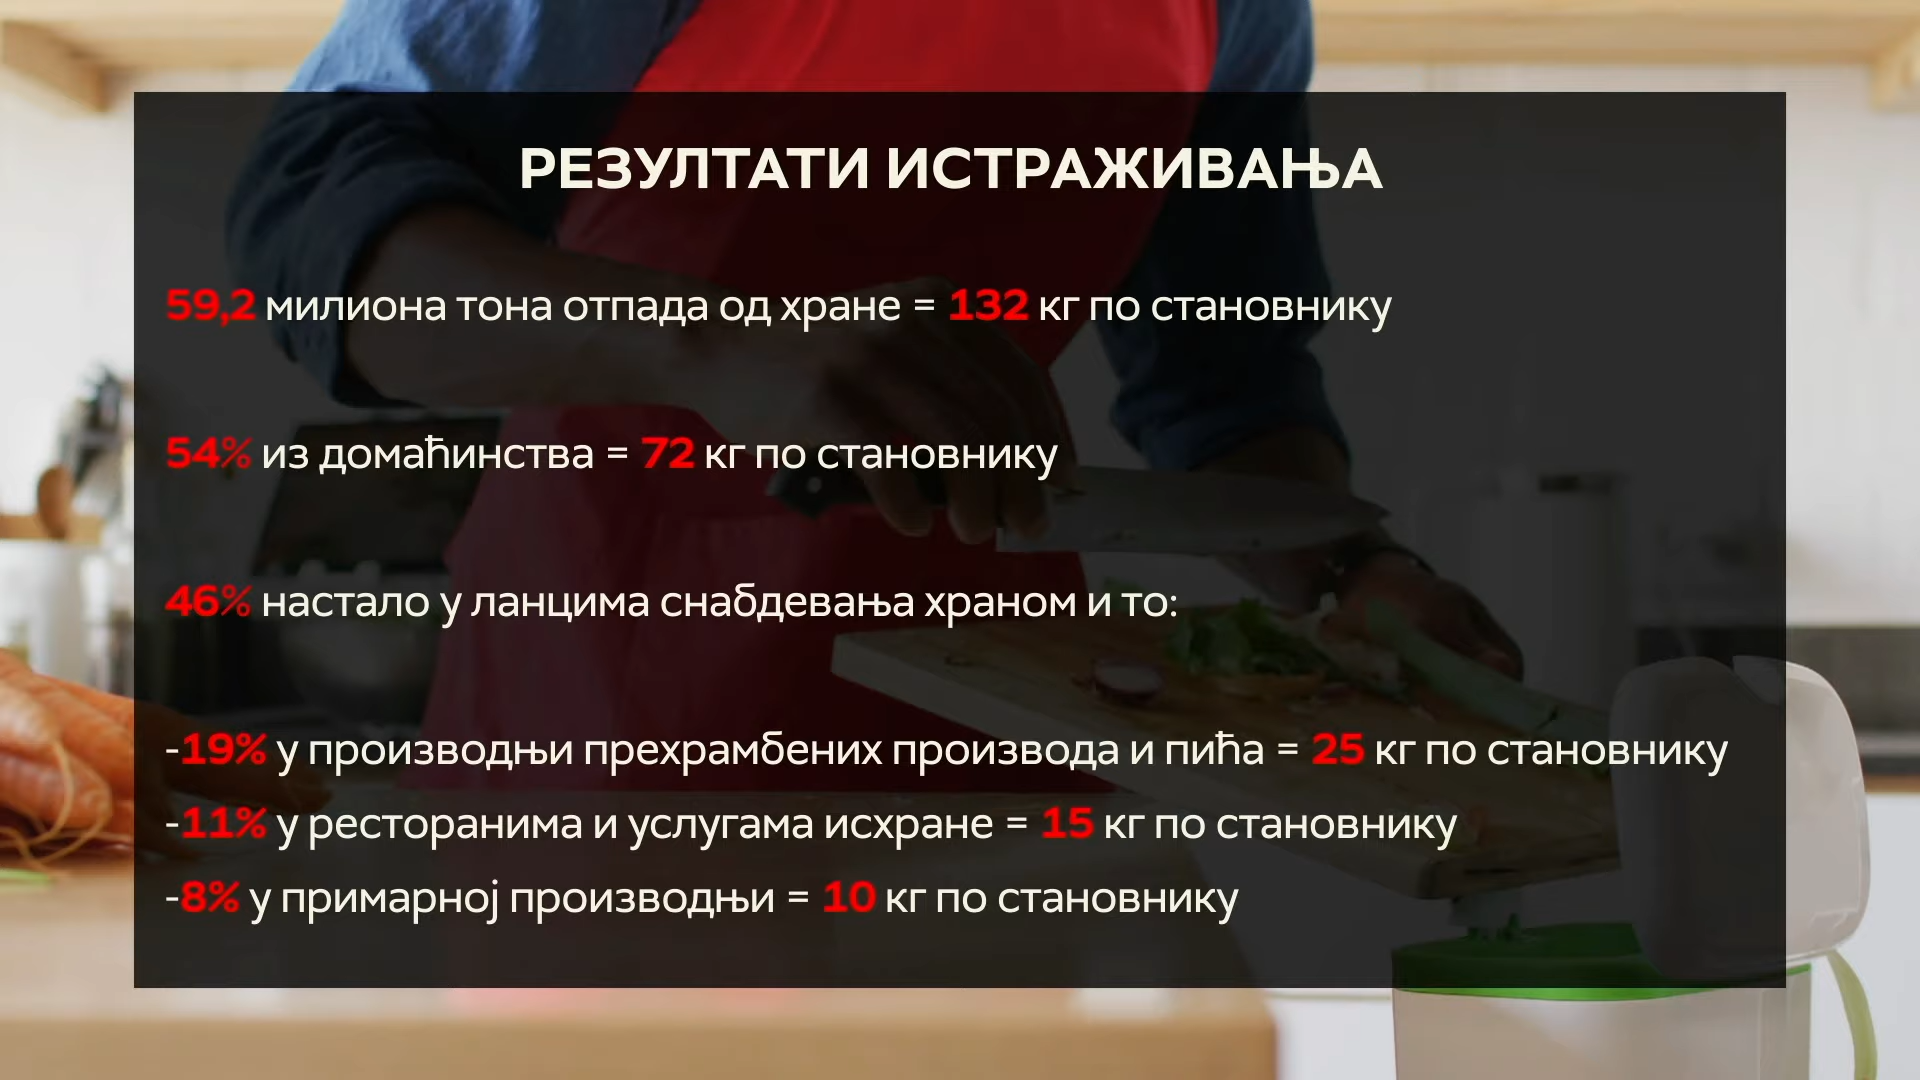 РЕЗУЛТАТИ ИСТРАЖИВАЊА
59,2 милиона тона отпада од хране = 132 кг по становнику
54% из домаћинства = 72 кг по становнику
46% настало у ланцима снабдевања храном и то:
-19% у производњи прехрамбених производа и пића = 25 кг по становнику
-11% у ресторанима и услугама исхране = 15 кг по становнику
-8% у примарној производњи = 10 кг по становнику